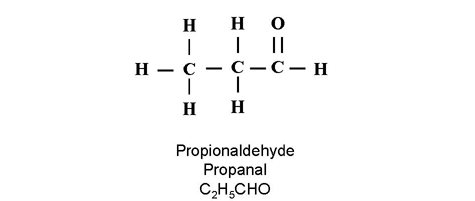 H H O
H — C — C — C — H
H H
Propionaldehyde
Propanal
C₂H₅CHO